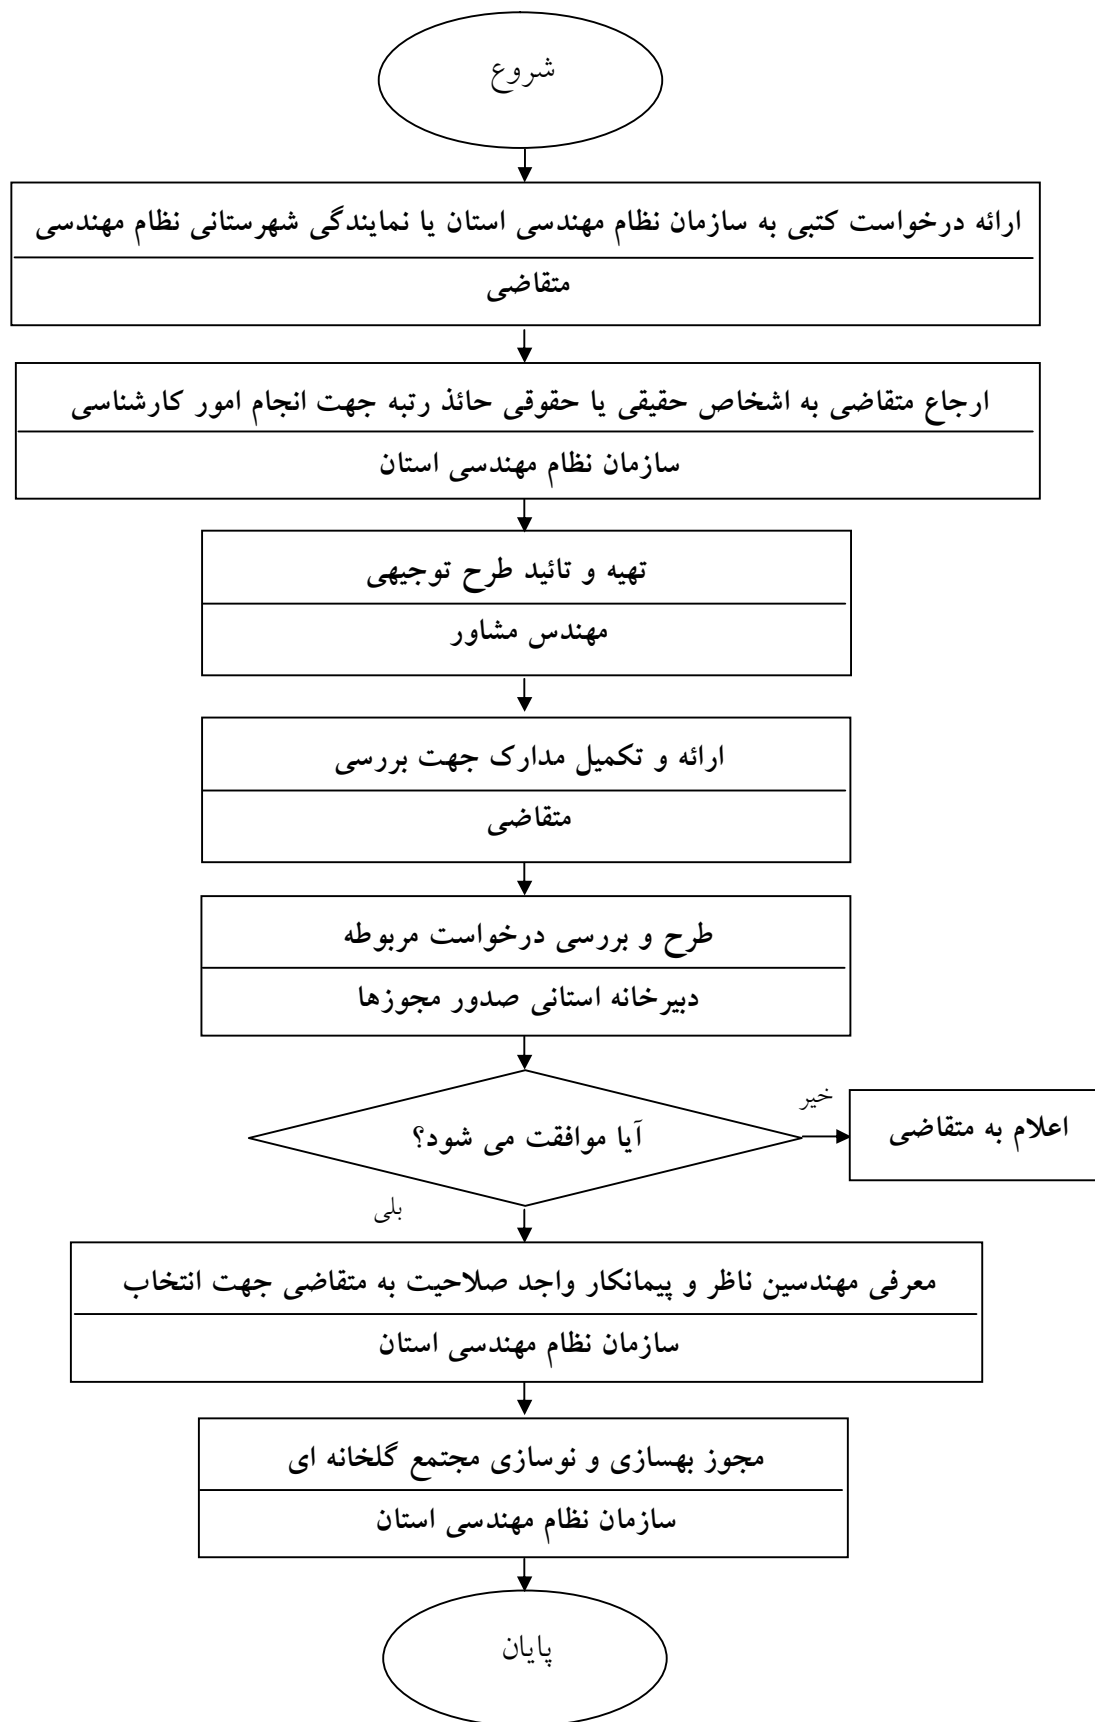 شروع
ارائه درخواست کتبی به سازمان نظام مهندسی استان یا نمایندگی شهرستانی نظام مهندسی
متقاضی
ارجاع متقاضی به اشخاص حقیقی یا حقوقی حائذ رتبه جهت انجام امور کارشناسی
سازمان نظام مهندسی استان
تهیه و تائید طرح توجیهی
مهندس مشاور
ارائه و تکمیل مدارک جهت بررسی
متقاضی
طرح و بررسی درخواست مربوطه
دبیرخانه استانی صدور مجوزها
آیا موافقت می شود؟
خیر
اعلام به متقاضی
بلی
معرفی مهندسین ناظر و پیمانکار واجد صلاحیت به متقاضی جهت انتخاب
سازمان نظام مهندسی استان
مجوز بهسازی و نوسازی مجتمع گلخانه ای
سازمان نظام مهندسی استان
پایان